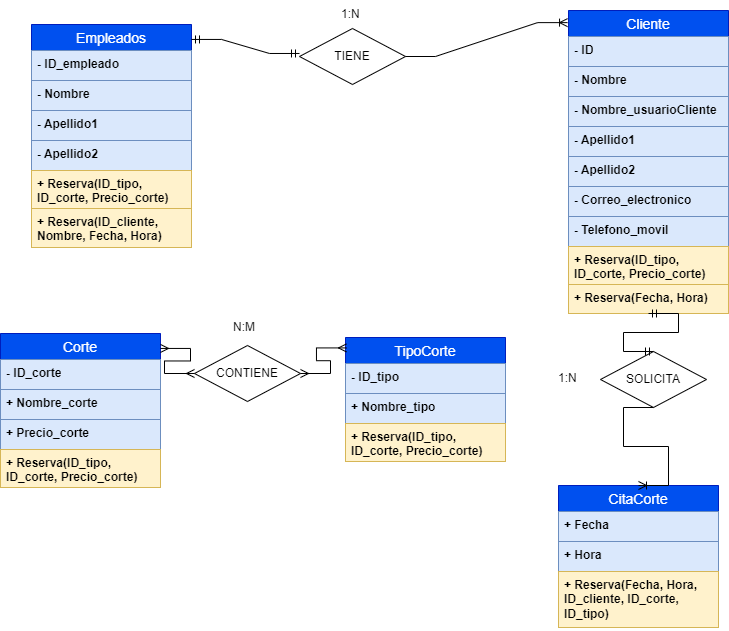 1:N
Empleados
- ID_empleado
- Nombre
- Apellido1
- Apellido2
+ Reserva(ID_tipo,
ID_corte, Precio_corte)
+ Reserva(ID_cliente,
Nombre, Fecha, Hora)
TIENE
Cliente
- ID
- Nombre
- Nombre_usuarioCliente
- Apellido1
- Apellido2
- Correo_electronico
- Telefono_movil
+ Reserva(ID_tipo,
ID_corte, Precio_corte)
+ Reserva(Fecha, Hora)
N:M
Corte
- ID_corte
+ Nombre_corte
+ Precio_corte
+ Reserva(ID_tipo,
ID_corte, Precio_corte)
CONTIENE
TipoCorte
- ID_tipo
+ Nombre_tipo
+ Reserva(ID_tipo,
ID_corte, Precio_corte)
1:N
SOLICITA
CitaCorte
+ Fecha
+ Hora
+ Reserva(Fecha, Hora,
ID_cliente, ID_corte,
ID_tipo)